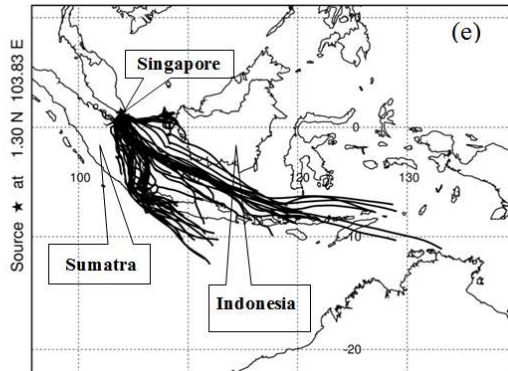 Source ★ at 1.30 N 103.83 E
Singapore
(e)
0
100
120
130
Sumatra
Indonesia
-10
-20